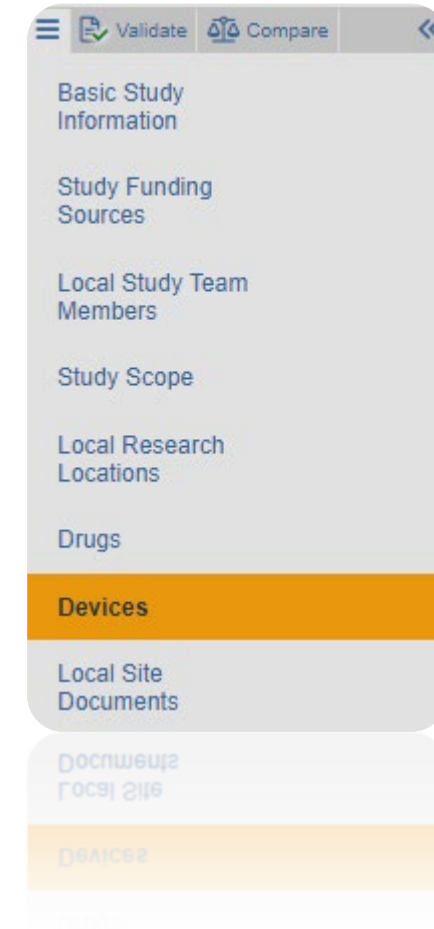 Validate Compare
Basic Study
Information
Study Funding
Sources
Local Study Team
Members
Study Scope
Local Research
Locations
Drugs
Devices
Local Site
Documents